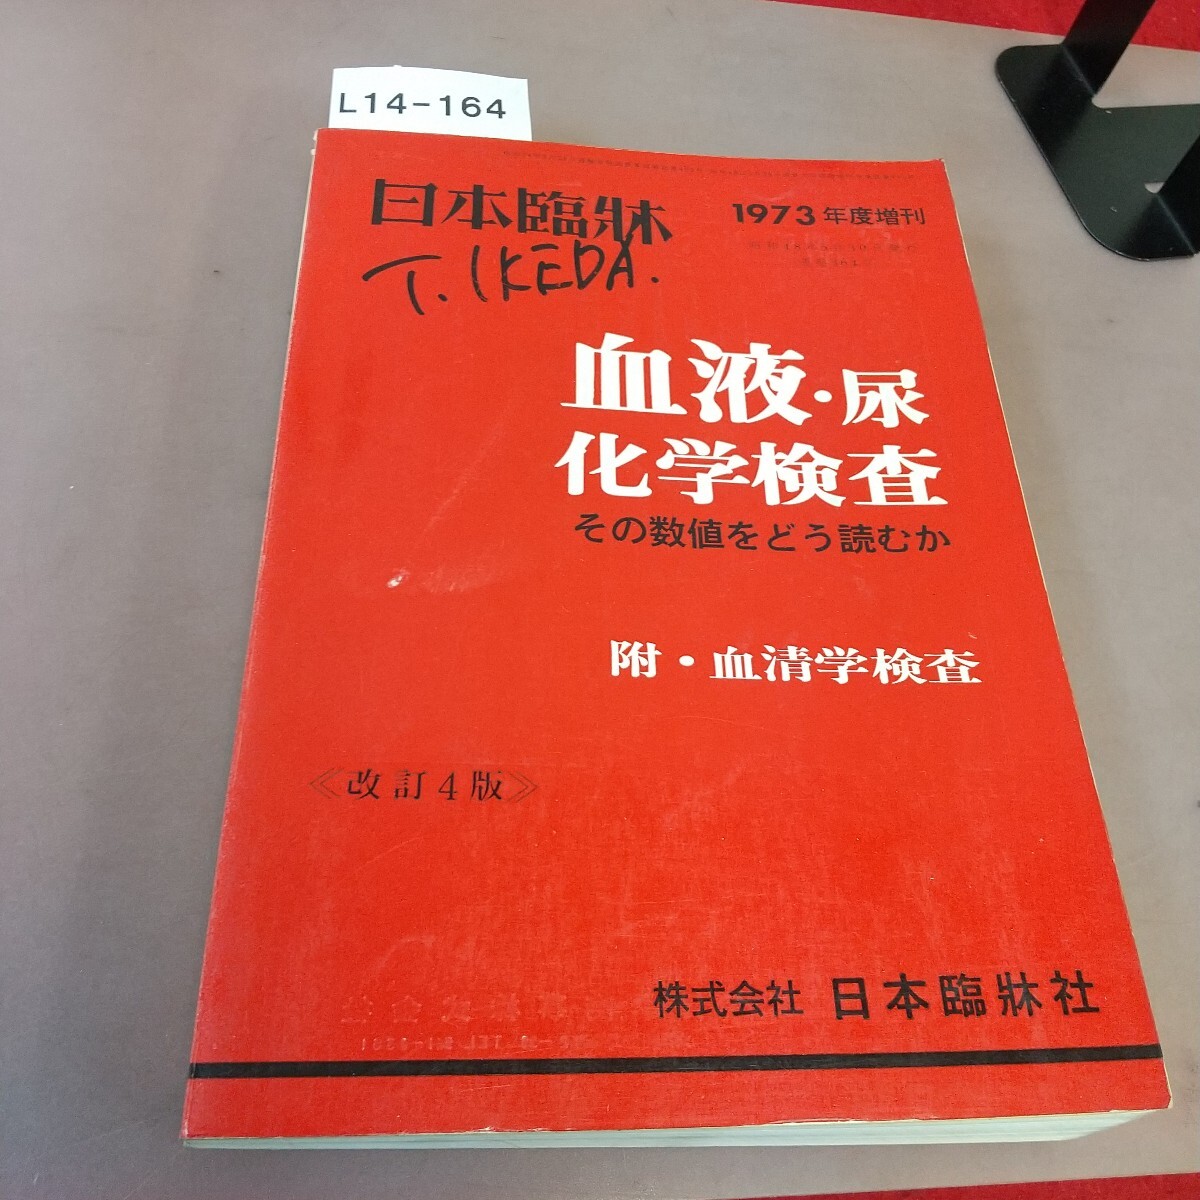 L14-164
日本臨牀
1973年度増刊
T. IKEDA.
血液・尿
化学検査
その数値をどう読むか
附・血清学検査
《改訂4版》
株式会社 日本臨牀社